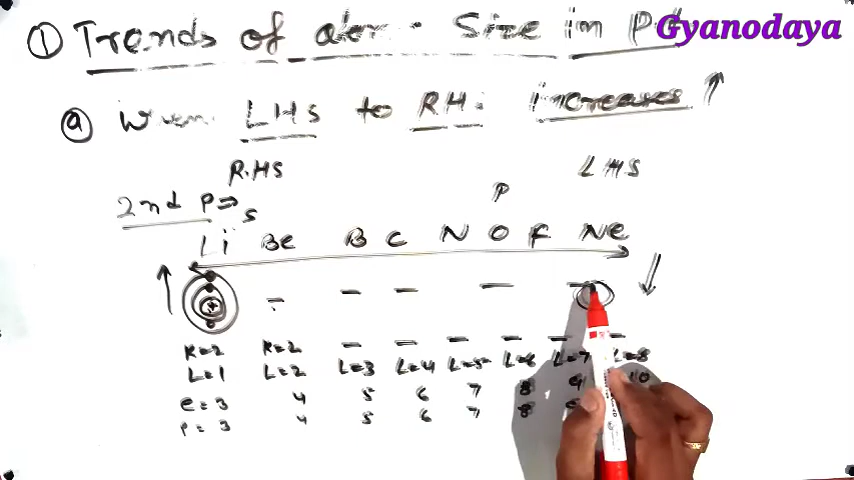 ① Trends of Size in P.t
Gyanodaya
ⓐ LHS to RHS increases ↑
R.HS LHS
2nd P ⇒ S P
Li Be B C N O F Ne
K=2 K=2
L=1 L=2 L=3 L=4 L=5 L=6 L=7 L=8
e=3 4 5 6 7 8 9 10
P=3 4 5 6 7 8